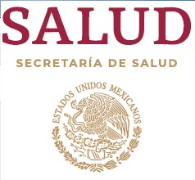 SALUD
SECRETARÍA DE SALUD
ESTADOS UNIDOS MEXICANOS